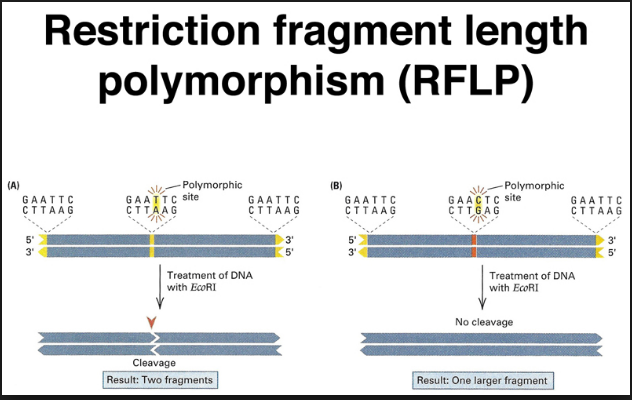 Restriction fragment length
polymorphism (RFLP)
(A)
Polymorphic
site
GAATTC
CTTAAG
GAATTC
CTTAAG
GAATTC
CTTAAG
5'
3'
3'
5'
Treatment of DNA
with EcoRI
Cleavage
Result: Two fragments
(B)
Polymorphic
site
GAATTC
CTTAAG
GAACTC
CTTGAG
GAATTC
CTTAAG
5'
3'
3'
5'
Treatment of DNA
with EcoRI
No cleavage
Result: One larger fragment